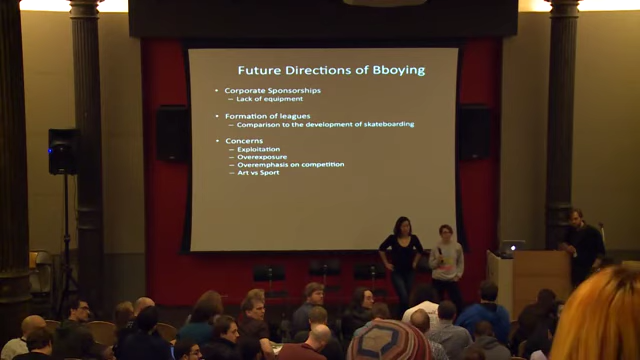 Future Directions of Bboying
• Corporate Sponsorships
– Lack of equipment
• Formation of leagues
– Comparison to the development of skateboarding
• Concerns
– Exploitation
– Overexposure
– Overemphasis on competition
– Art vs Sport